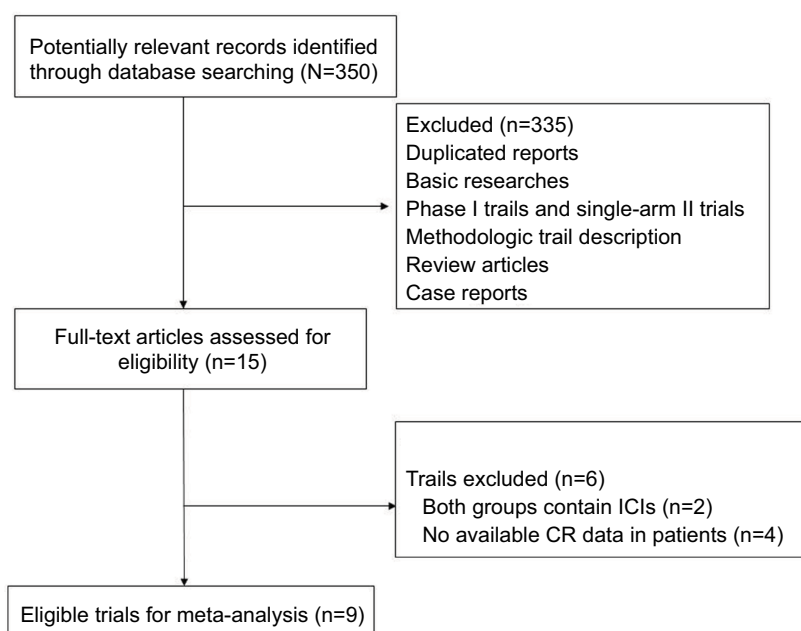 Potentially relevant records identified
through database searching (N=350)
Excluded (n=335)
Duplicated reports
Basic researches
Phase I trails and single-arm II trials
Methodologic trail description
Review articles
Case reports
Full-text articles assessed for
eligibility (n=15)
Trails excluded (n=6)
Both groups contain ICIs (n=2)
No available CR data in patients (n=4)
Eligible trials for meta-analysis (n=9)